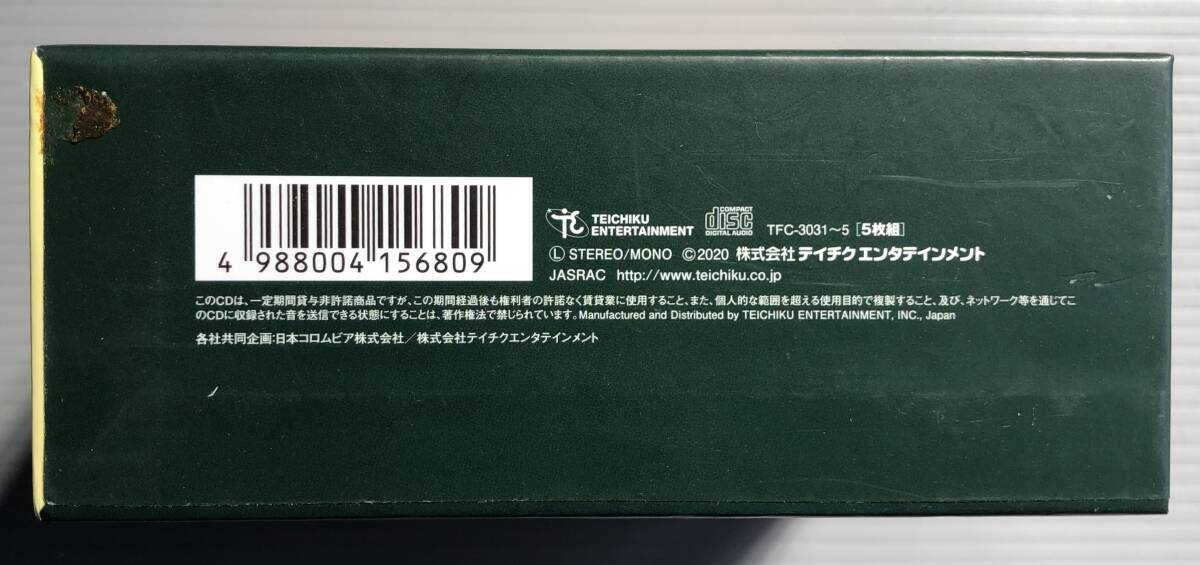 4 988004 156809
TEICHIKU
ENTERTAINMENT
COMPACT
disc
DIGITAL AUDIO
TFC-3031〜5 [5枚組]
Ⓛ STEREO/MONO ©2020 株式会社テイチクエンタテインメント
JASRAC http://www.teichiku.co.jp
このCDは、一定期間貸与非許諾商品ですが、この期間経過後も権利者の許諾なく賃貸業に使用すること、また、個人的な範囲を超える使用目的で複製すること、及び、ネットワーク等を通じてこ
のCDに収録された音を送信できる状態にすることは、著作権法で禁じられています。Manufactured and Distributed by TEICHIKU ENTERTAINMENT, INC., Japan
各社共同企画:日本コロムビア株式会社/株式会社テイチクエンタテインメント